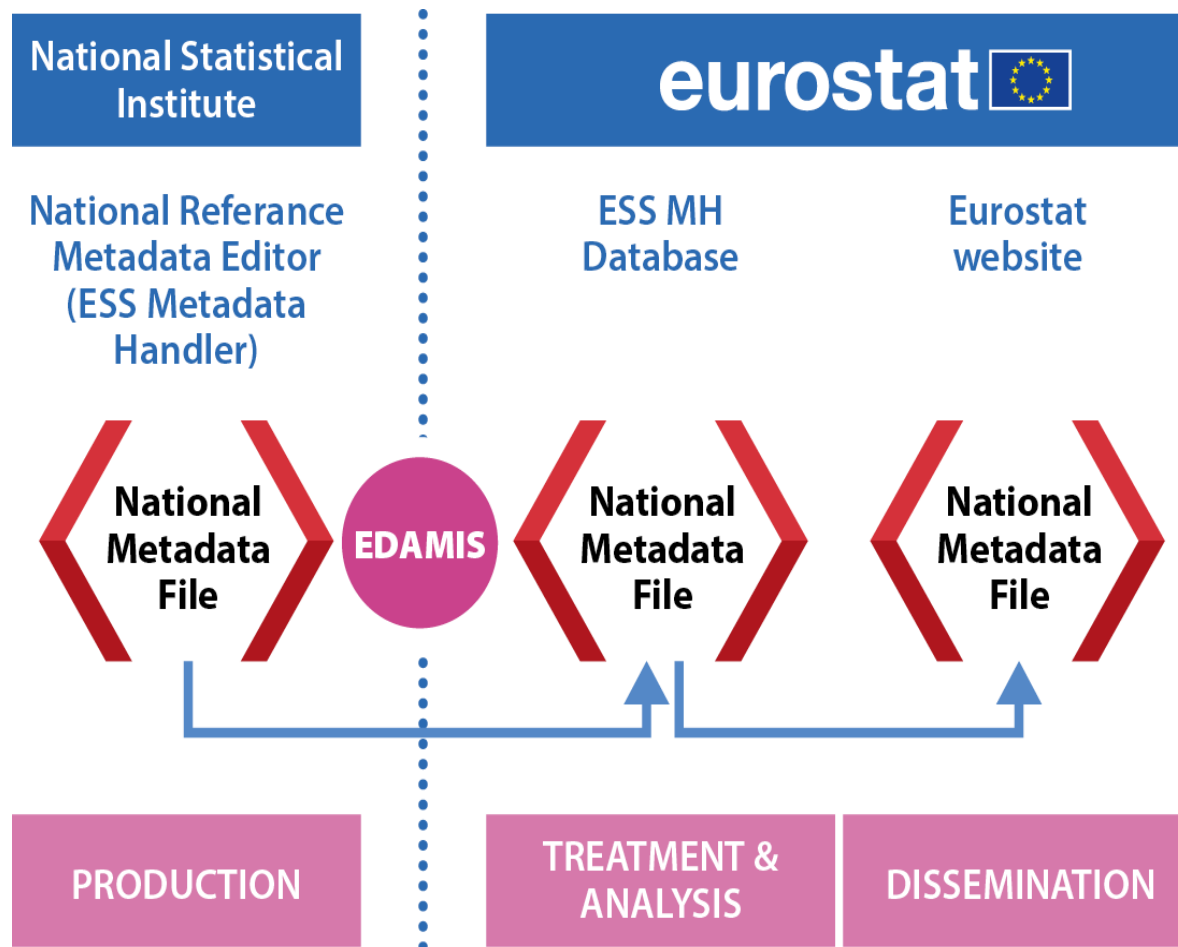 National Statistical
Institute
eurostat
National Referance
Metadata Editor
(ESS Metadata
Handler)
ESS MH
Database
Eurostat
website
National
Metadata
File
EDAMIS
National
Metadata
File
National
Metadata
File
PRODUCTION
TREATMENT &
ANALYSIS
DISSEMINATION